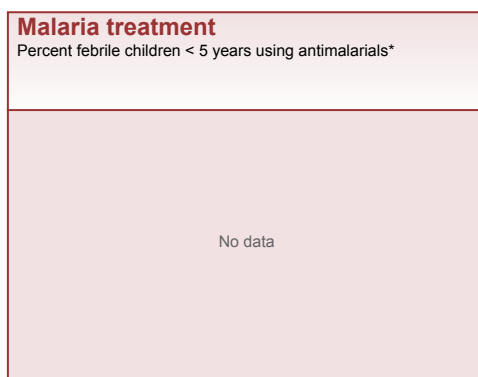 Malaria treatment
Percent febrile children < 5 years using antimalarials*
No data